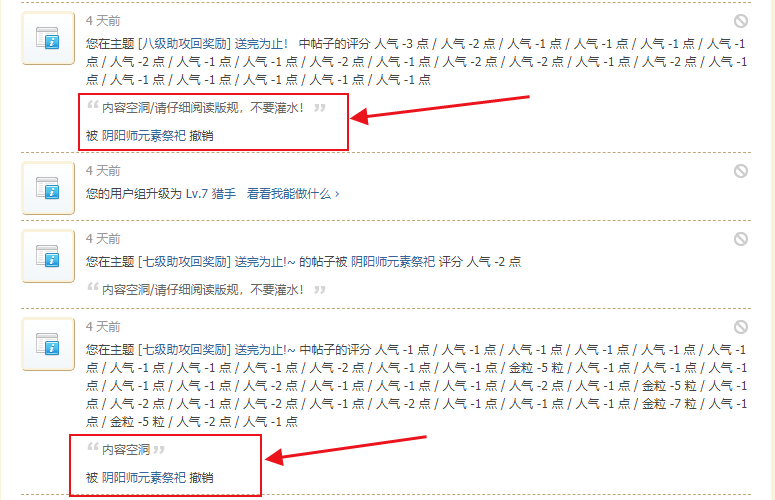 4 天前
您在主题 [八级助攻回奖励] 送完为止! 中帖子的评分 人气 -3 点 / 人气 -2 点 / 人气 -1 点 / 人气 -1 点 / 人气 -1 点 / 人气 -1
点 / 人气 -2 点 / 人气 -1 点 / 人气 -1 点 / 人气 -2 点 / 人气 -1 点 / 人气 -2 点 / 人气 -2 点 / 人气 -1 点 / 人气 -2 点 / 人气 -1
点 / 人气 -1 点 / 人气 -1 点 / 人气 -1 点 / 人气 -1 点 / 人气 -1 点
“ 内容空洞/请仔细阅读版规，不要灌水! ”
被 阴阳师元素祭祀 撤销
4 天前
您的用户组升级为 Lv.7 猎手 看看我能做什么 ›
4 天前
您在主题 [七级助攻回奖励] 送完为止!~ 的帖子被 阴阳师元素祭祀 评分 人气 -2 点
“ 内容空洞/请仔细阅读版规，不要灌水! ”
4 天前
您在主题 [七级助攻回奖励] 送完为止!~ 中帖子的评分 人气 -1 点 / 人气 -1 点 / 人气 -1 点 / 人气 -1 点 / 人气 -1 点 / 人气 -1
点 / 人气 -1 点 / 人气 -1 点 / 人气 -1 点 / 人气 -2 点 / 人气 -1 点 / 人气 -1 点 / 金粒 -5 粒 / 人气 -1 点 / 人气 -1 点 / 人气 -1
点 / 人气 -1 点 / 人气 -1 点 / 人气 -2 点 / 人气 -1 点 / 人气 -1 点 / 人气 -1 点 / 人气 -2 点 / 人气 -1 点 / 金粒 -5 粒 / 人气 -1
点 / 人气 -2 点 / 人气 -1 点 / 人气 -2 点 / 人气 -1 点 / 人气 -2 点 / 人气 -1 点 / 人气 -1 点 / 人气 -1 点 / 金粒 -7 粒 / 人气 -1
点 / 金粒 -5 粒 / 人气 -2 点 / 人气 -1 点
“ 内容空洞 ”
被 阴阳师元素祭祀 撤销